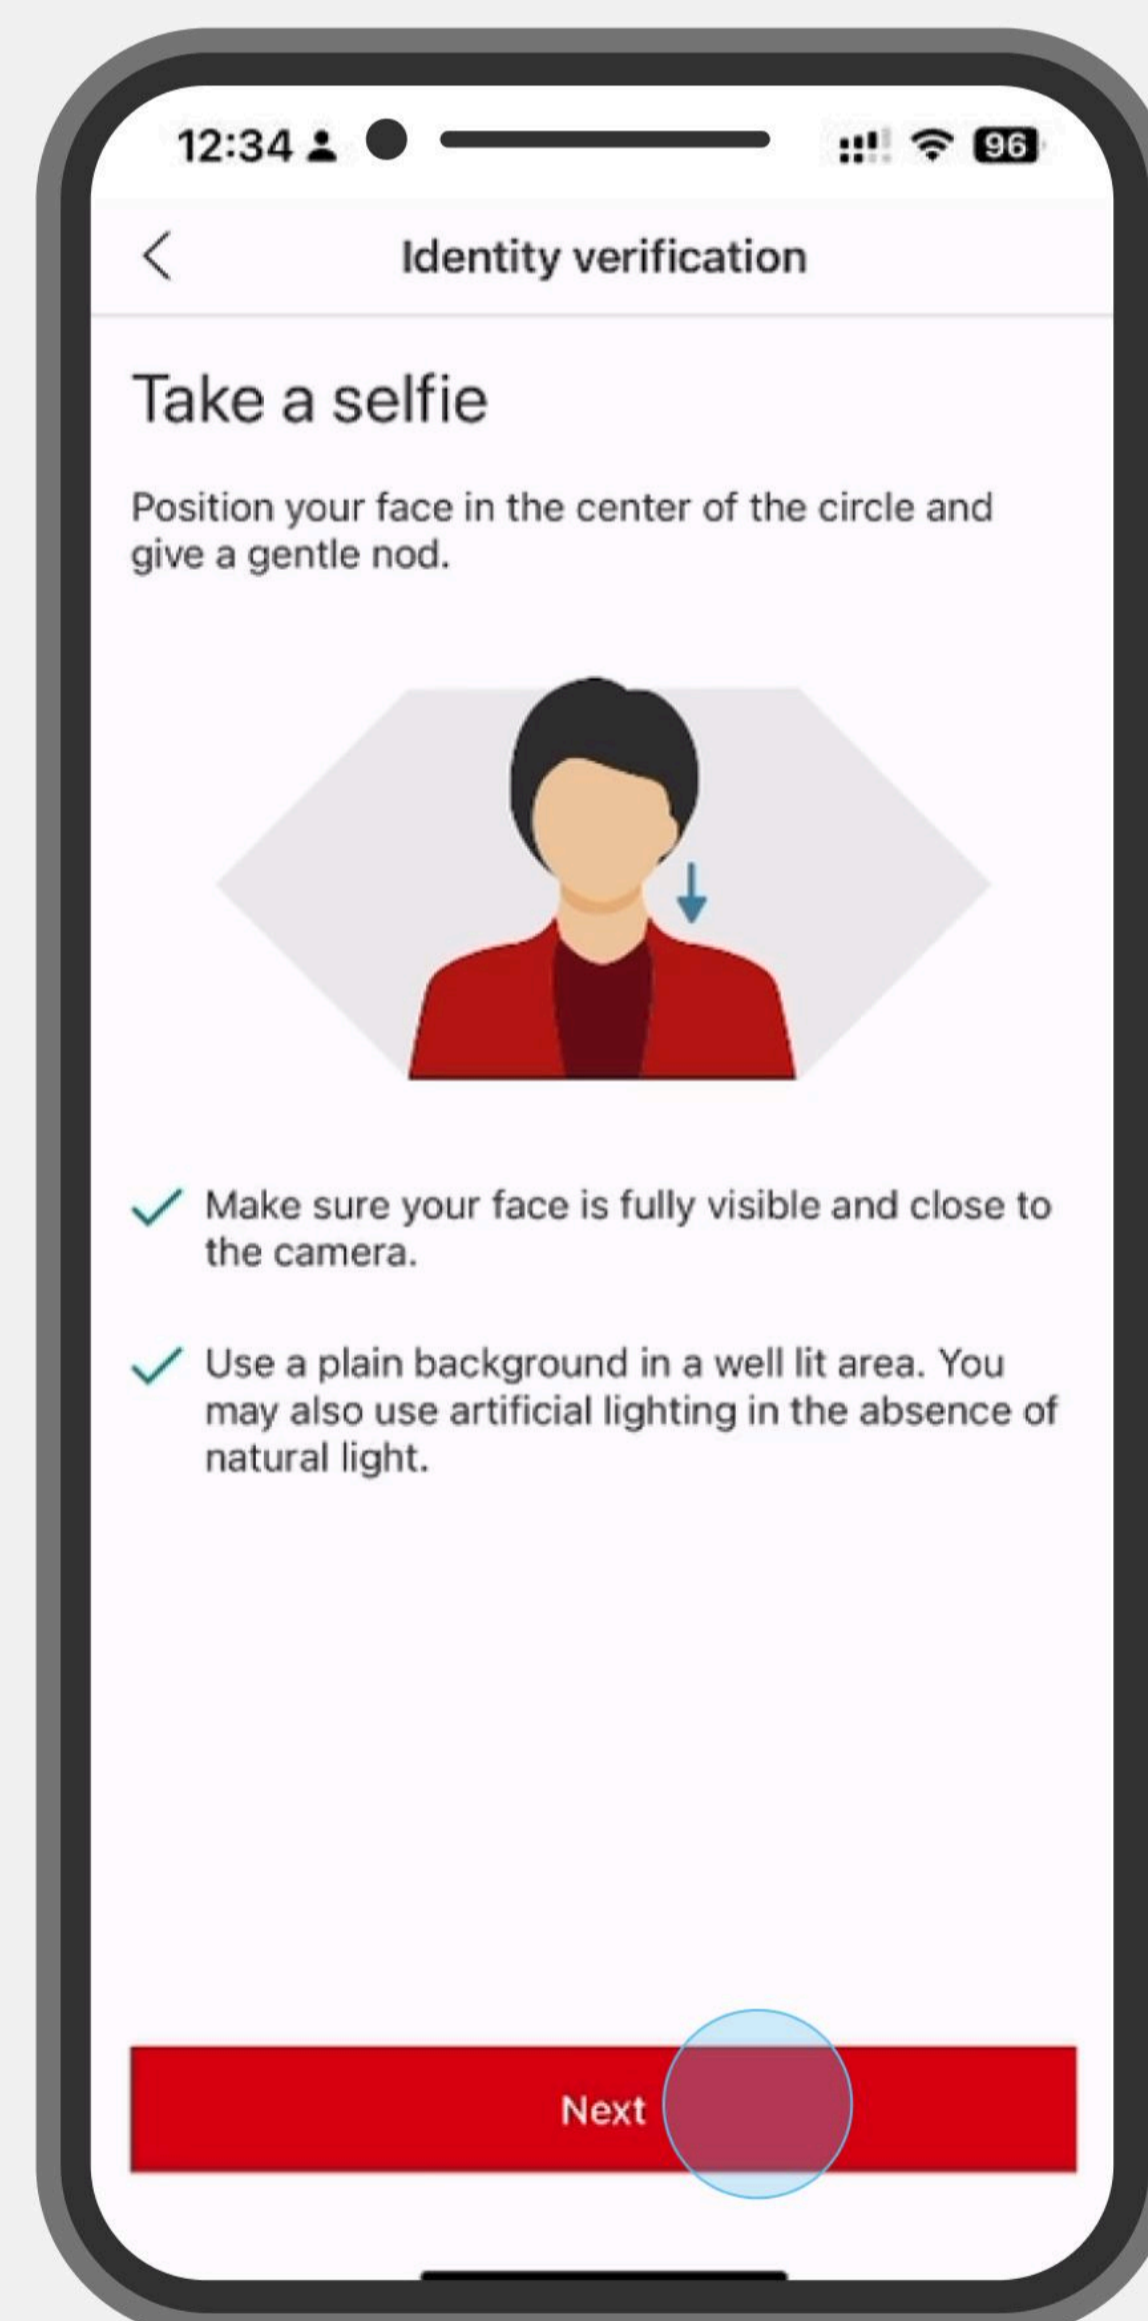 12:34
96
Identity verification
Take a selfie
Position your face in the center of the circle and
give a gentle nod.
Make sure your face is fully visible and close to
the camera.
Use a plain background in a well lit area. You
may also use artificial lighting in the absence of
natural light.
Next